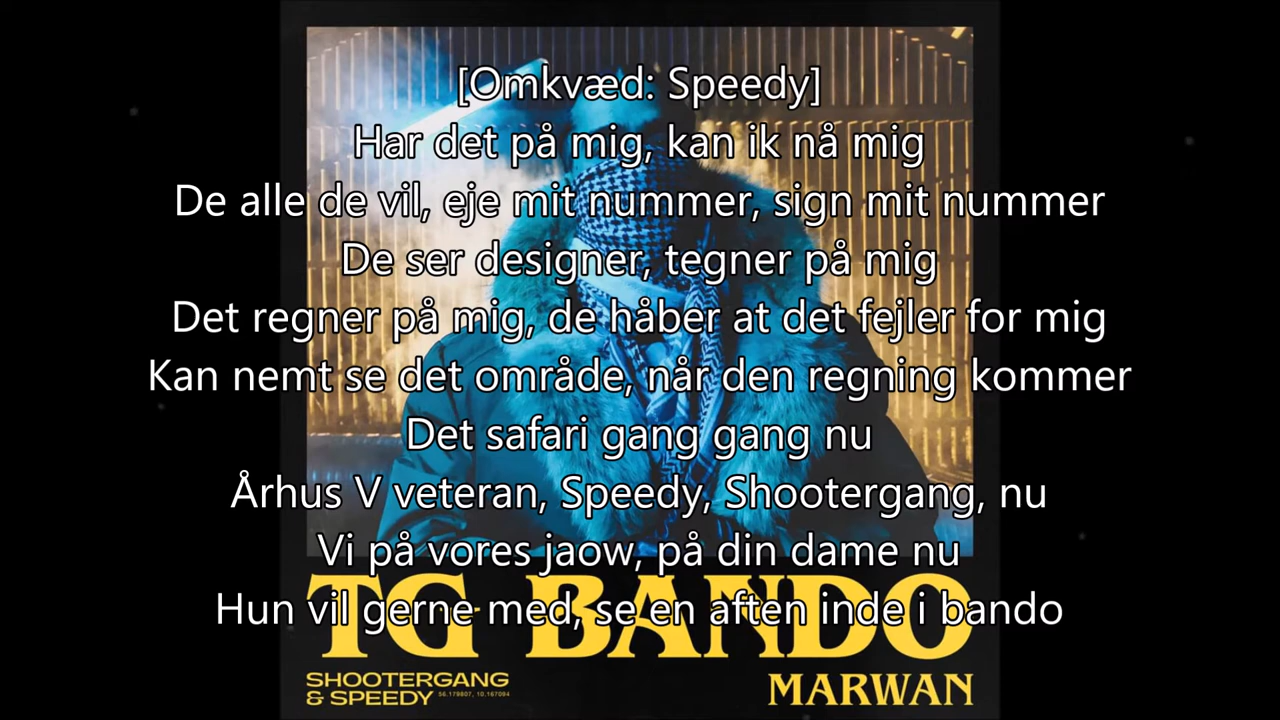 [Omkvæd: Speedy]
Har det på mig, kan ik nå mig
De alle de vil, eje mit nummer, sign mit nummer
De ser designer, tegner på mig
Det regner på mig, de håber at det fejler for mig
Kan nemt se det område, når den regning kommer
Det safari gang gang nu
Århus V veteran, Speedy, Shootergang, nu
Vi på vores jaow, på din dame nu
Hun vil gerne med, se en aften inde i bando
TG BANDO
SHOOTERGANG
& SPEEDY 56.179807, 10.167094
MARWAN